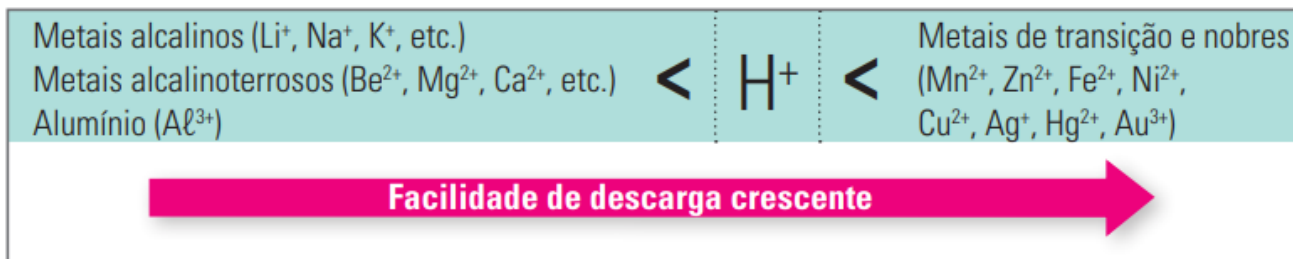 Metais alcalinos (Li⁺, Na⁺, K⁺, etc.)
Metais alcalinoterrosos (Be²⁺, Mg²⁺, Ca²⁺, etc.)
Alumínio (Aℓ³⁺)
<
H⁺
<
Metais de transição e nobres
(Mn²⁺, Zn²⁺, Fe²⁺, Ni²⁺,
Cu²⁺, Ag⁺, Hg²⁺, Au³⁺)
Facilidade de descarga crescente